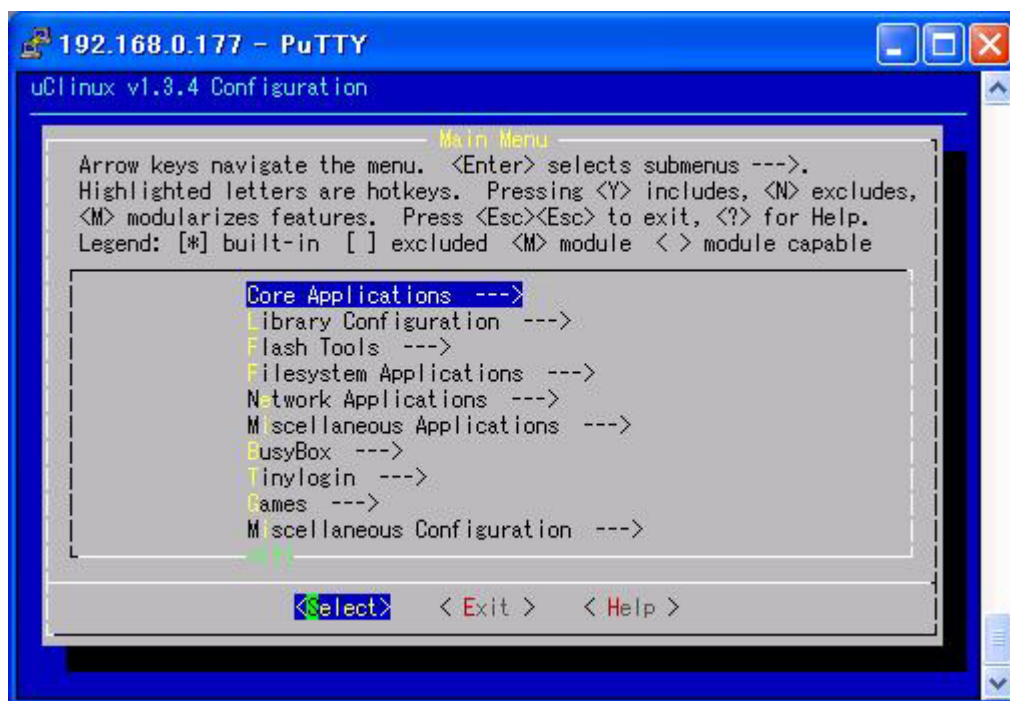 192.168.0.177 - PuTTY
uClinux v1.3.4 Configuration
Main Menu
Arrow keys navigate the menu.  <Enter> selects submenus --->.
Highlighted letters are hotkeys.  Pressing <Y> includes, <N> excludes,
<M> modularizes features.  Press <Esc><Esc> to exit, <?> for Help.
Legend: [*] built-in  [ ] excluded  <M> module  < > module capable
Core Applications  --->
Library Configuration  --->
Flash Tools  --->
Filesystem Applications  --->
Network Applications  --->
Miscellaneous Applications  --->
BusyBox  --->
Tinylogin  --->
Games  --->
Miscellaneous Configuration  --->
<Select>    < Exit >    < Help >